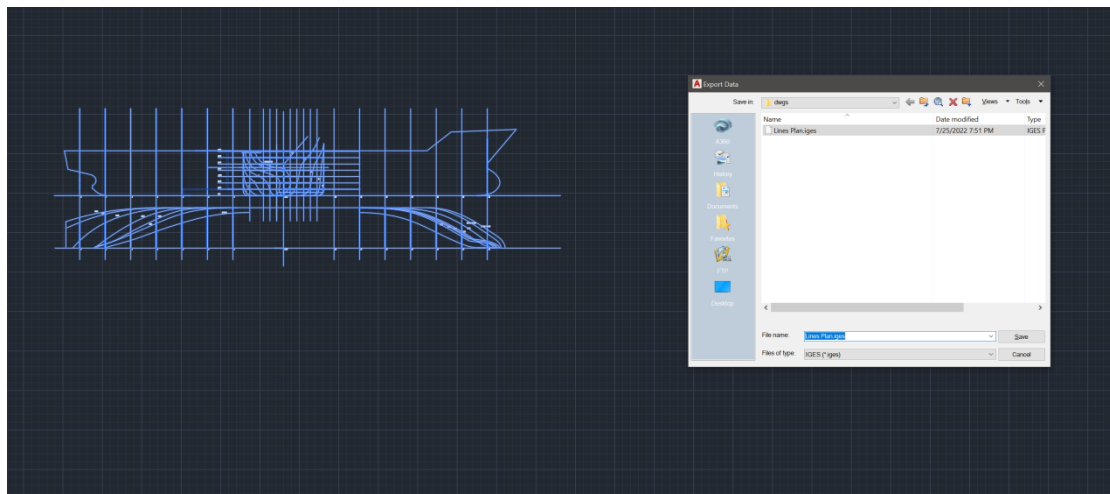 Export Data
Save in: dwgs Views Tools
Name Date modified Type
Lines Plan.iges 7/25/2022 7:51 PM IGES F
A360
History
Documents
Favorites
FTP
Desktop
File name: Lines Plan.iges Save
Files of type: IGES (*.iges) Cancel